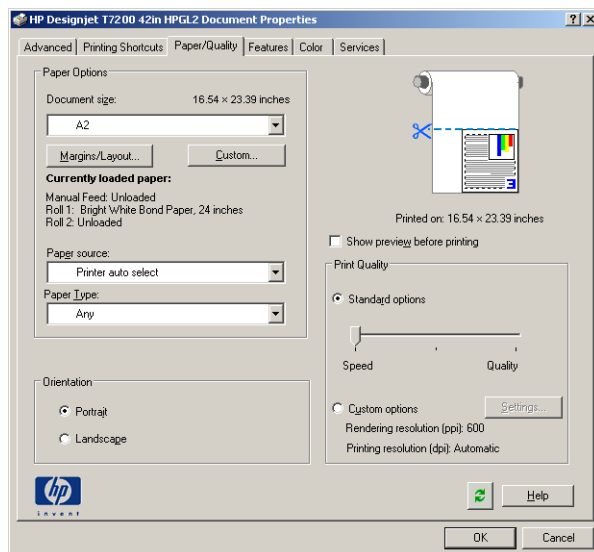 HP Designjet T7200 42in HPGL2 Document Properties
Advanced Printing Shortcuts Paper/Quality Features Color Services
Paper Options
Document size: 16.54 × 23.39 inches
A2
Margins/Layout... Custom...
Currently loaded paper:
Manual Feed: Unloaded
Roll 1: Bright White Bond Paper, 24 inches
Roll 2: Unloaded
Paper source:
Printer auto select
Paper Type:
Any
Orientation
Portrait
Landscape
3
Printed on: 16.54 × 23.39 inches
Show preview before printing
Print Quality
Standard options
Speed Quality
Custom options Settings...
Rendering resolution (ppi): 600
Printing resolution (dpi): Automatic
hp
invent
Help
OK Cancel